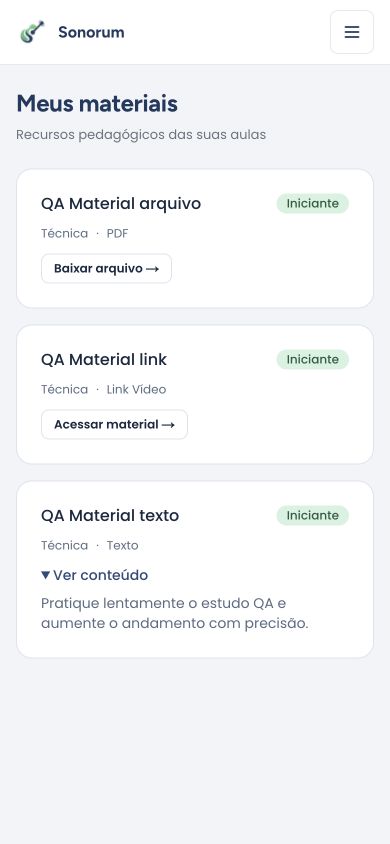 Sonorum
Meus materiais
Recursos pedagógicos das suas aulas
QA Material arquivo
Iniciante
Técnica · PDF
Baixar arquivo →
QA Material link
Iniciante
Técnica · Link Vídeo
Acessar material →
QA Material texto
Iniciante
Técnica · Texto
▼ Ver conteúdo
Pratique lentamente o estudo QA e
aumente o andamento com precisão.